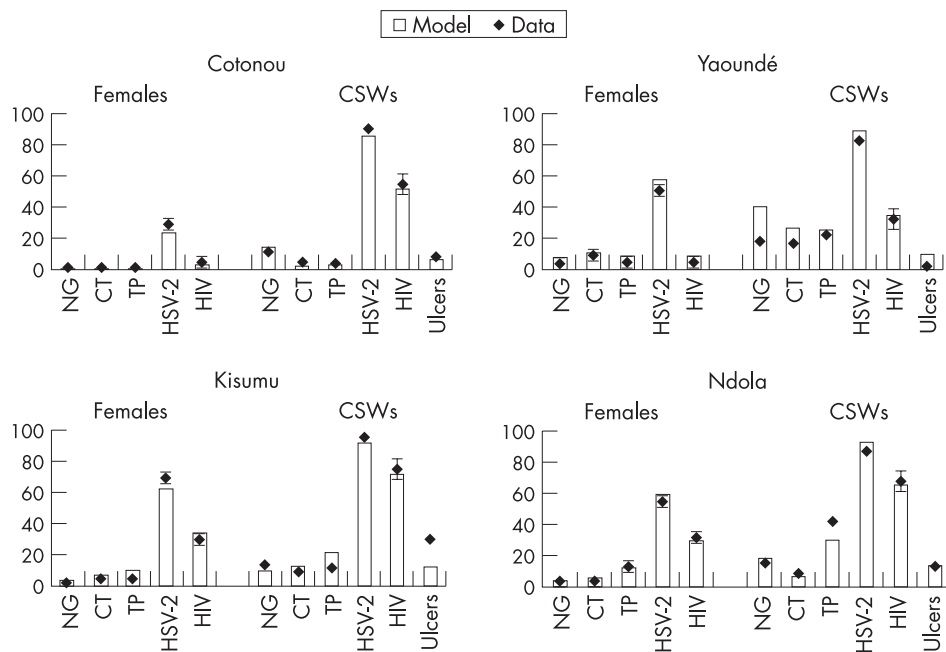 Model Data
Cotonou
Females CSWs
100
80
60
40
20
0
NG CT TP HSV-2 HIV NG CT TP HSV-2 HIV Ulcers
Yaoundé
Females CSWs
100
80
60
40
20
0
NG CT TP HSV-2 HIV NG CT TP HSV-2 HIV Ulcers
Kisumu
Females CSWs
100
80
60
40
20
0
NG CT TP HSV-2 HIV NG CT TP HSV-2 HIV Ulcers
Ndola
Females CSWs
100
80
60
40
20
0
NG CT TP HSV-2 HIV NG CT TP HSV-2 HIV Ulcers